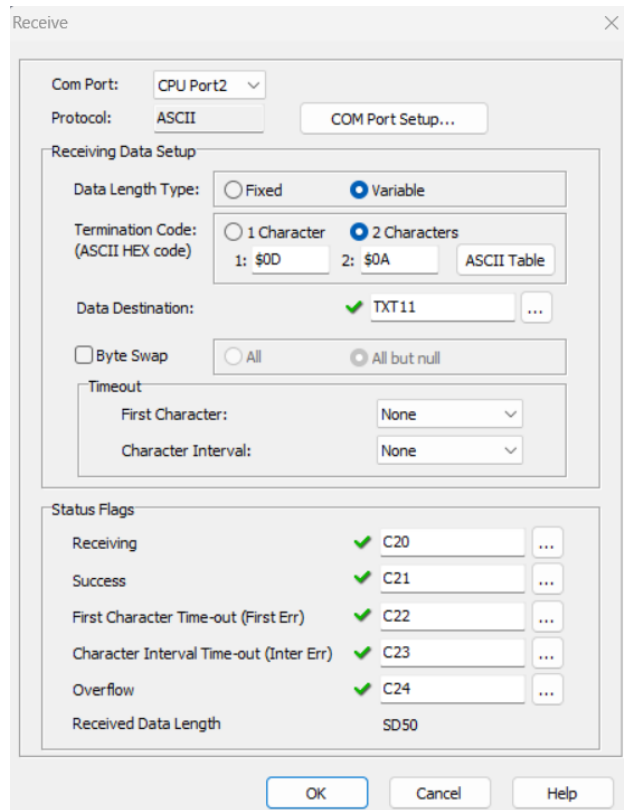 Receive
Com Port: CPU Port2
Protocol: ASCII COM Port Setup...
Receiving Data Setup
Data Length Type: Fixed Variable
Termination Code: 1 Character 2 Characters
(ASCII HEX code) 1: $0D 2: $0A ASCII Table
Data Destination: TXT11 ...
Byte Swap All All but null
Timeout
First Character: None
Character Interval: None
Status Flags
Receiving C20 ...
Success C21 ...
First Character Time-out (First Err) C22 ...
Character Interval Time-out (Inter Err) C23 ...
Overflow C24 ...
Received Data Length SD50
OK Cancel Help